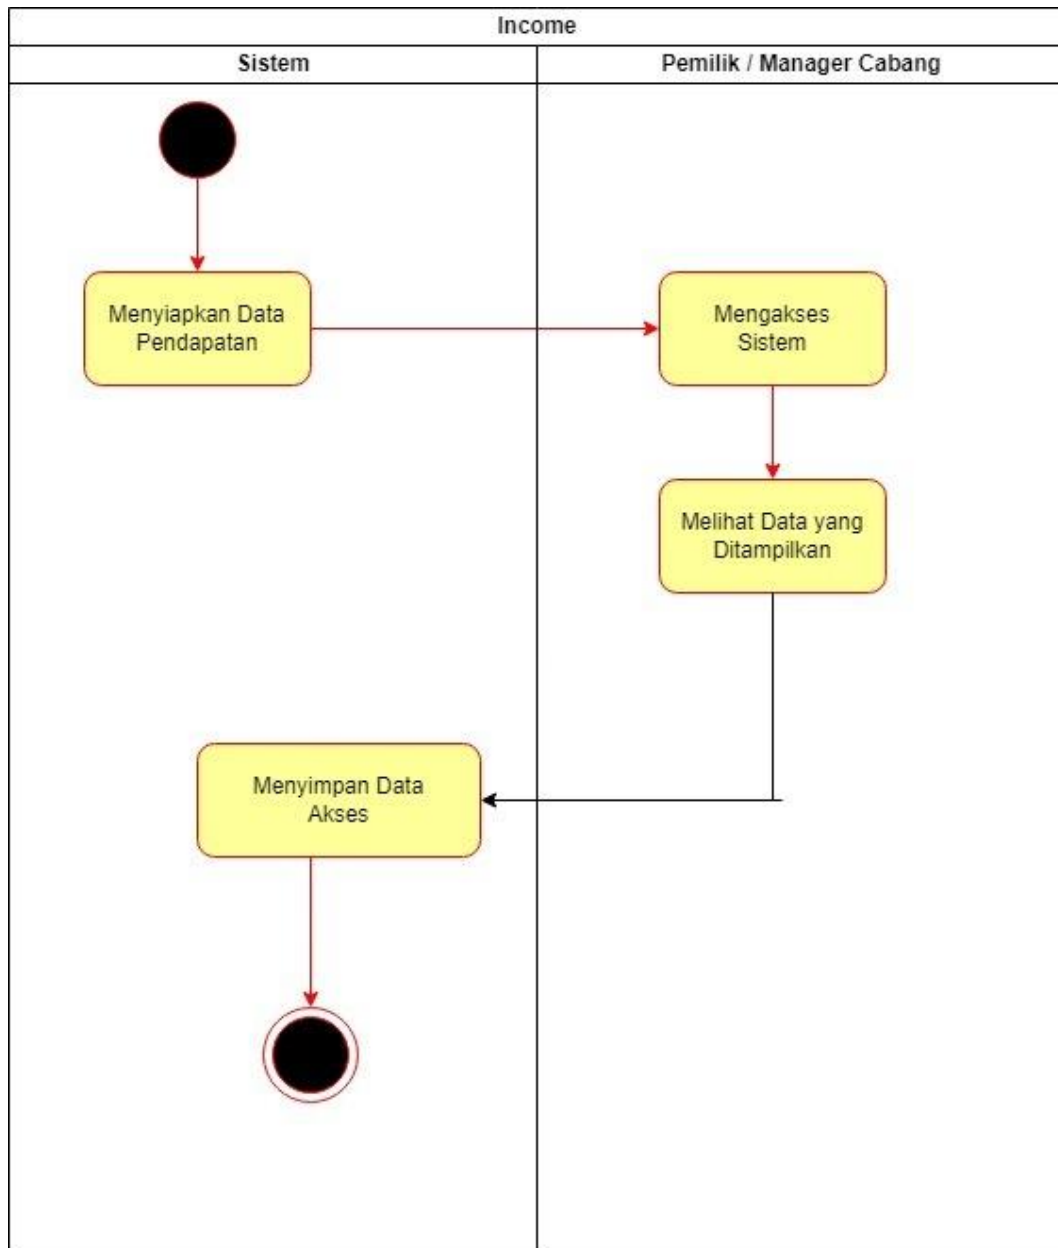 Income
Sistem
Pemilik / Manager Cabang
Menyiapkan Data
Pendapatan
Mengakses
Sistem
Melihat Data yang
Ditampilkan
Menyimpan Data
Akses